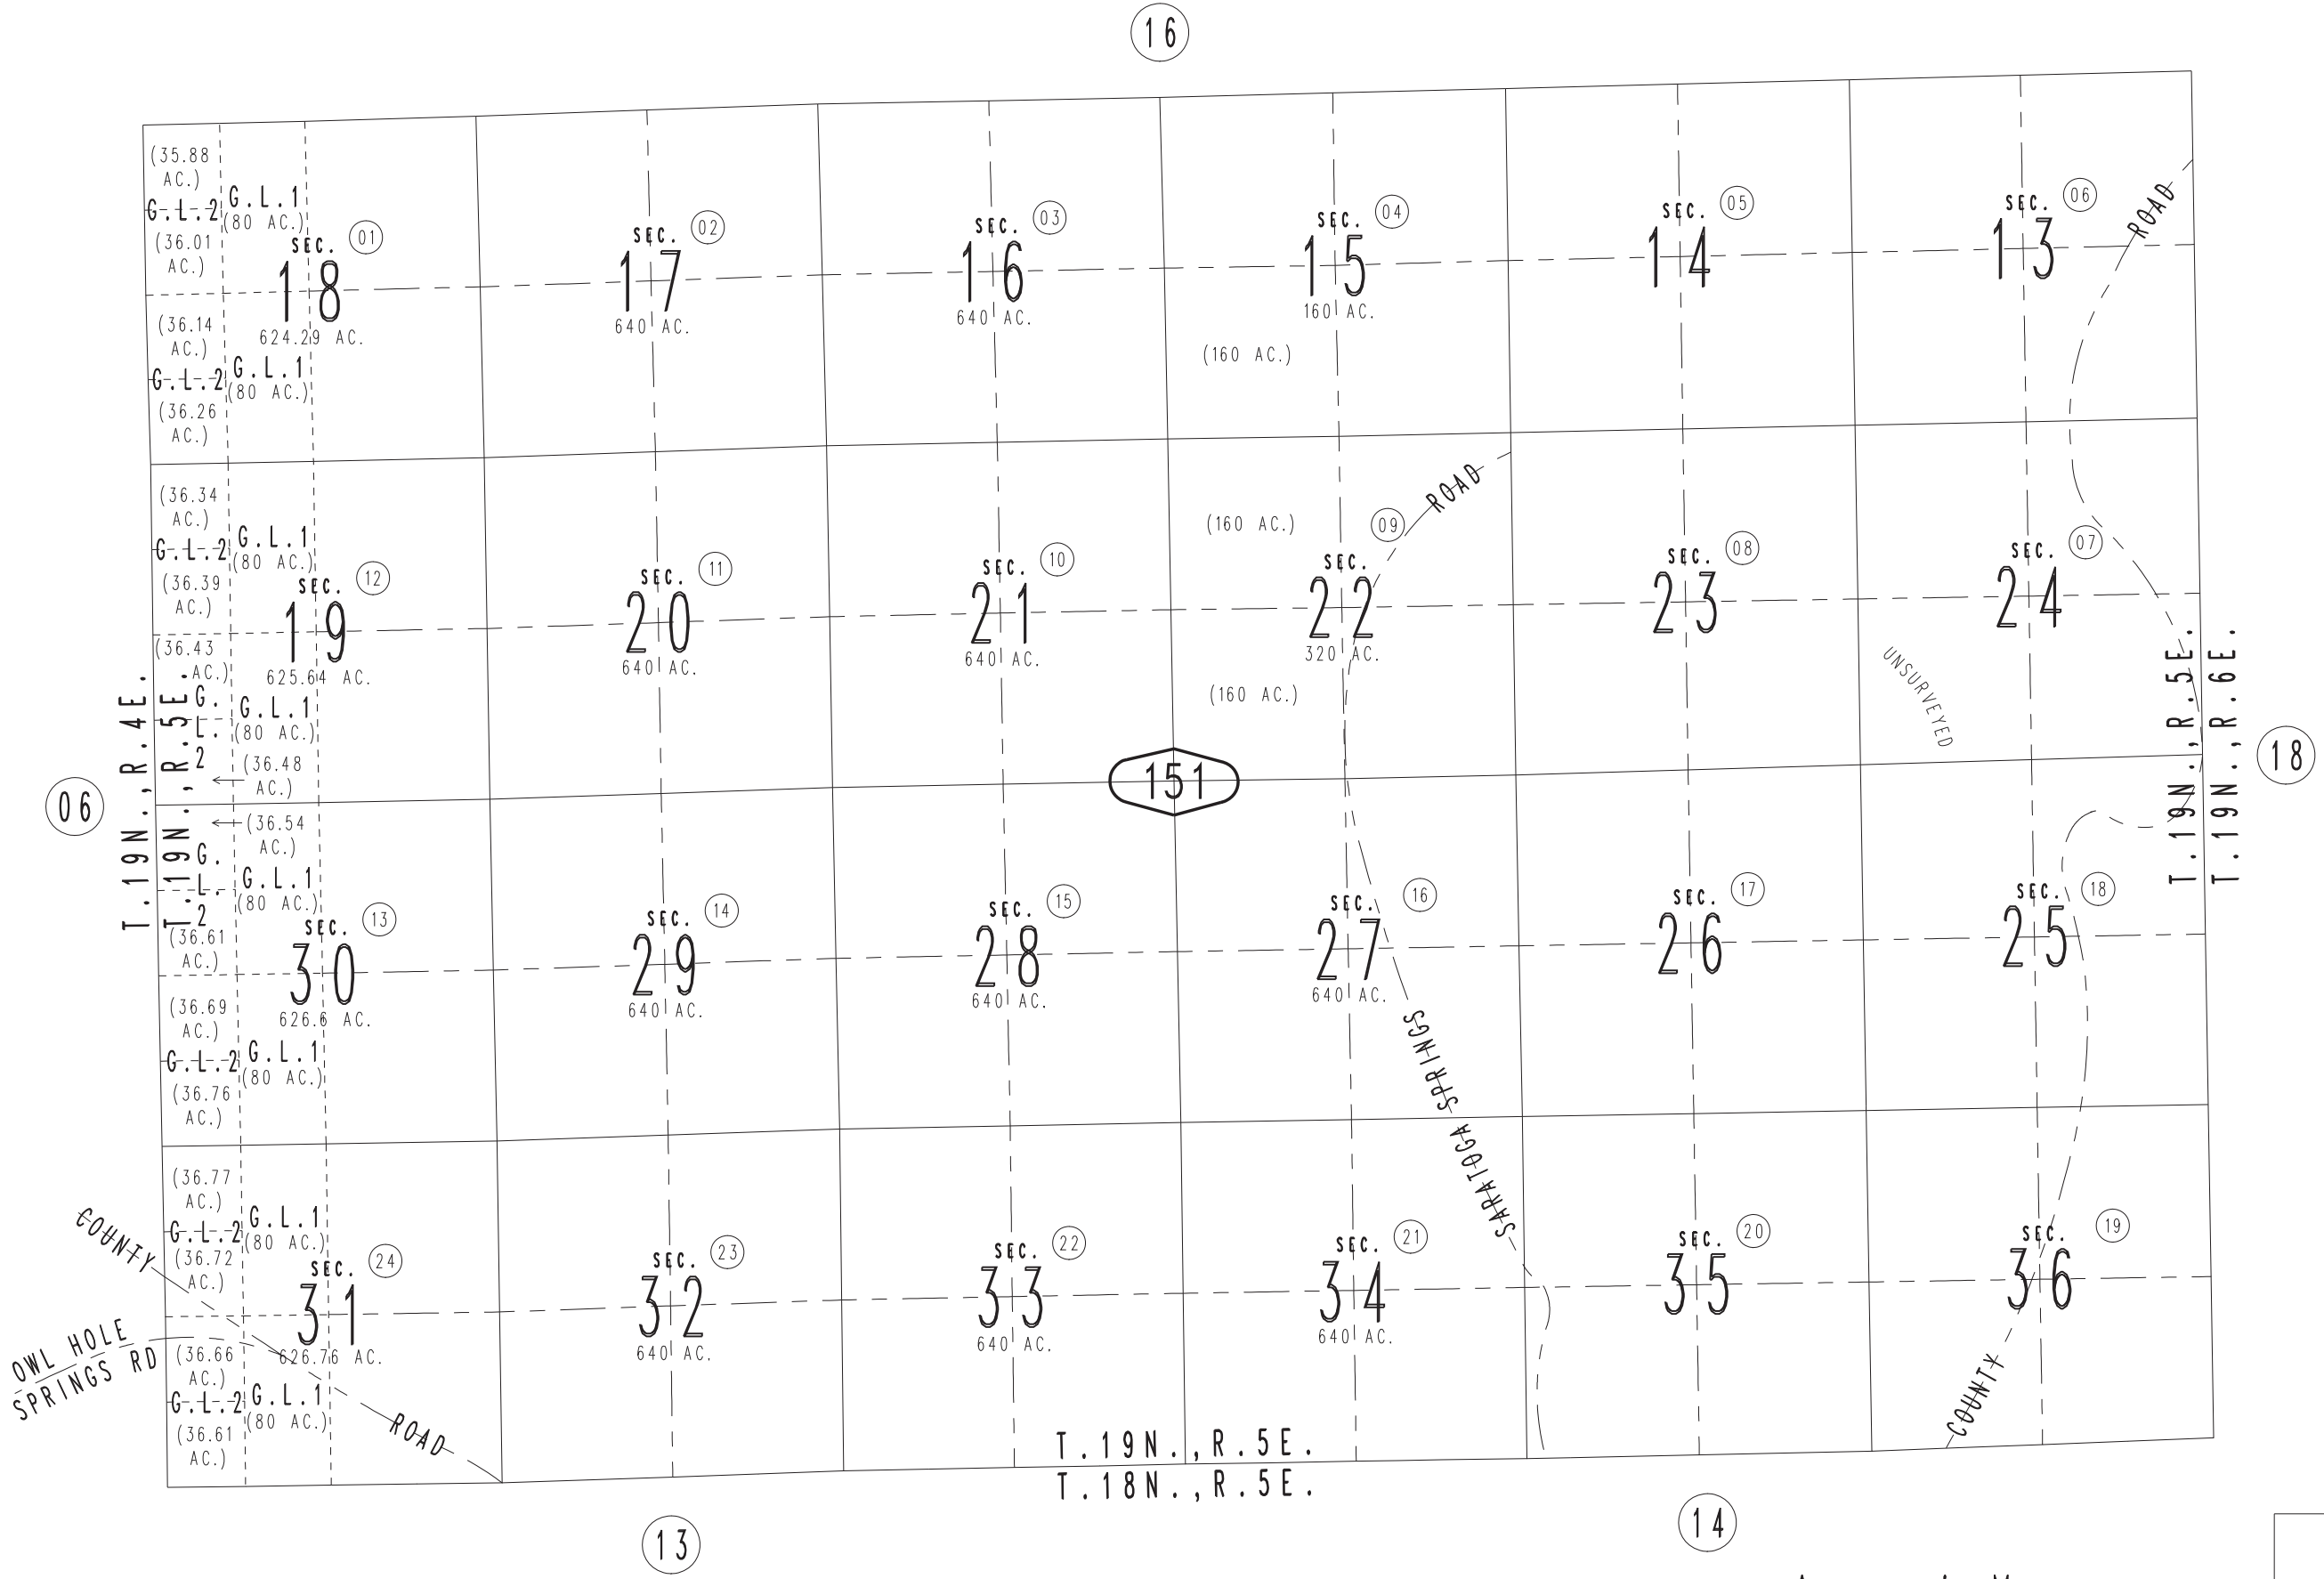 16
(35.88
AC.)
G.L.2
G.L.1
(80 AC.)
(36.01
AC.)
SEC. 01
18
624.29 AC.
(36.14
AC.)
G.L.2
G.L.1
(80 AC.)
(36.26
AC.)
SEC. 02
17
640 AC.
SEC. 03
16
640 AC.
SEC. 04
15
160 AC.
(160 AC.)
SEC. 05
14
SEC. 06
13
ROAD
(36.34
AC.)
G.L.2
G.L.1
(80 AC.)
(36.39
AC.)
SEC. 12
19
625.64 AC.
(36.43
AC.)
G.
L.
2
G.L.1
(80 AC.)
(36.48
AC.)
SEC. 11
20
640 AC.
SEC. 10
21
640 AC.
(160 AC.)
SEC. 09
22
320 AC.
(160 AC.)
ROAD
SEC. 08
23
SEC. 07
24
UNSURVEYED
06
T.19N.,R.4E.
T.19N.,R.5E.
151
T.19N.,R.5E.
T.19N.,R.6E.
18
(36.54
AC.)
G.
L.
2
G.L.1
(80 AC.)
(36.61
AC.)
SEC. 13
30
626.6 AC.
(36.69
AC.)
G.L.2
G.L.1
(80 AC.)
(36.76
AC.)
SEC. 14
29
640 AC.
SEC. 15
28
640 AC.
SEC. 16
27
640 AC.
SARATOGA SPRINGS
SEC. 17
26
SEC. 18
25
(36.77
AC.)
G.L.2
G.L.1
(80 AC.)
(36.72
AC.)
COUNTY
SEC. 24
31
626.76 AC.
OWL HOLE
SPRINGS RD
(36.66
AC.)
G.L.2
G.L.1
(80 AC.)
(36.61
AC.)
ROAD
SEC. 23
32
640 AC.
SEC. 22
33
640 AC.
SEC. 21
34
640 AC.
SEC. 20
35
SEC. 19
36
COUNTY
T.19N.,R.5E.
T.18N.,R.5E.
13
14